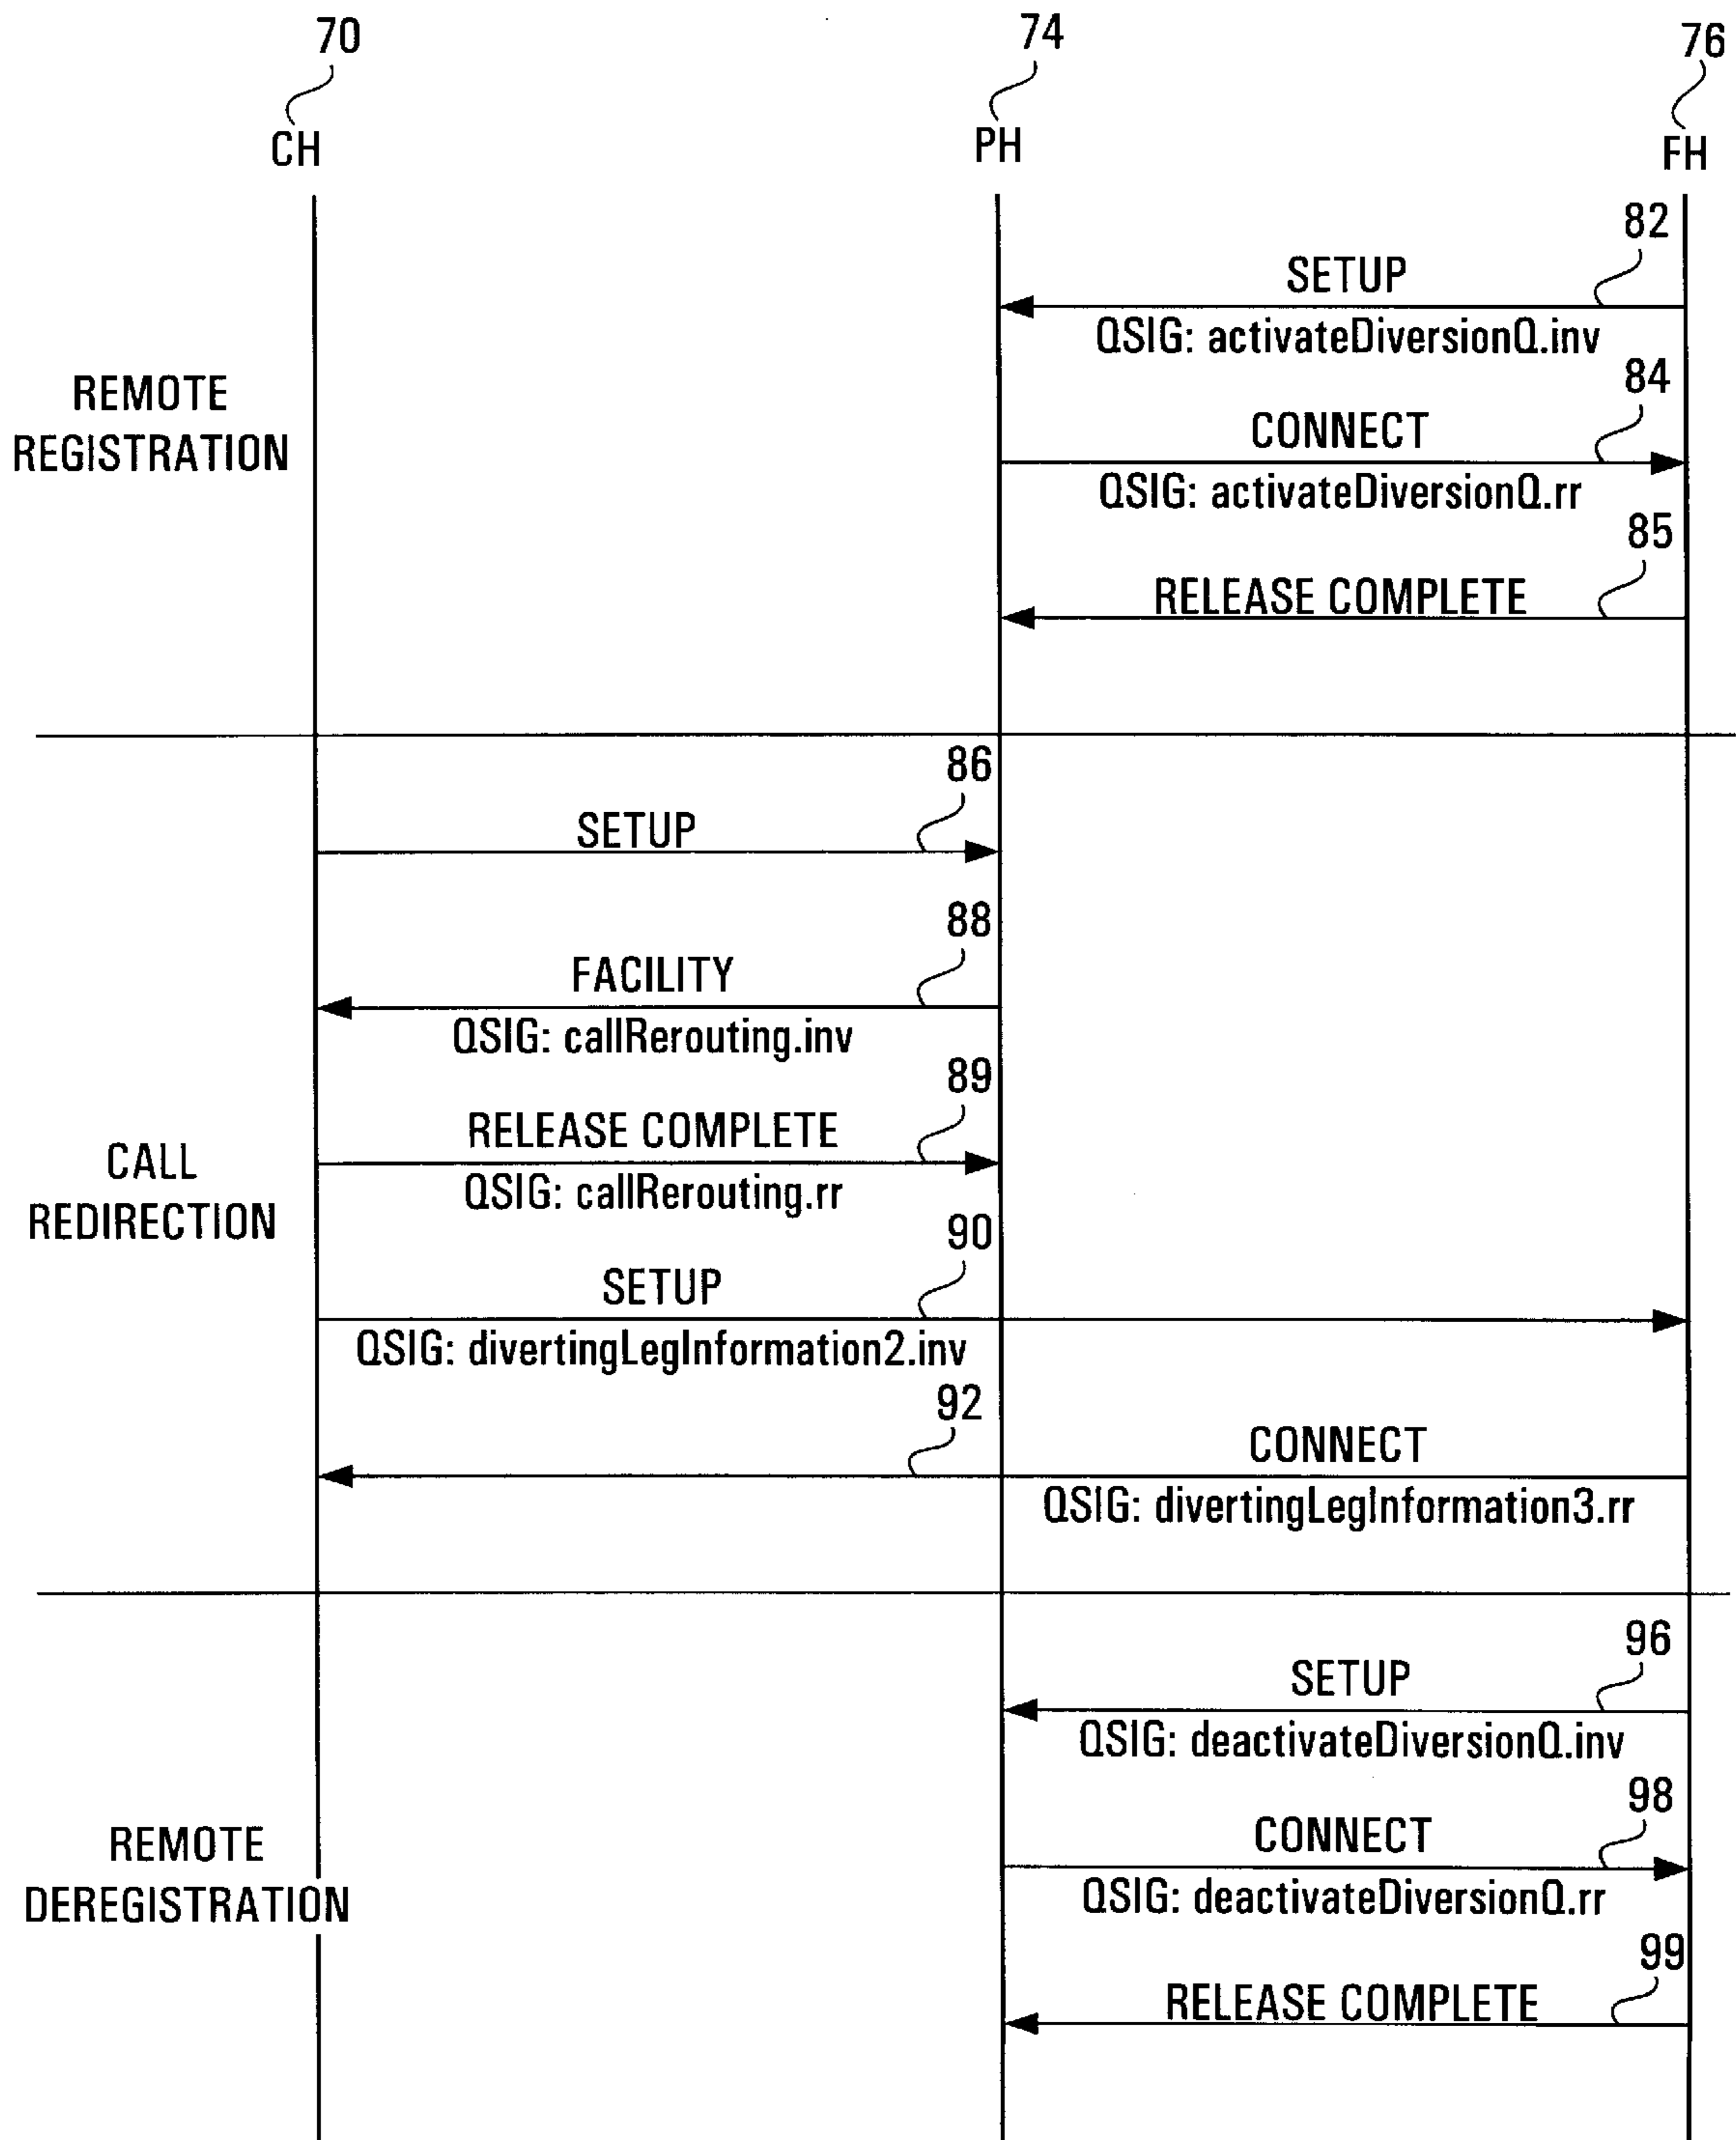 70
74
76
CH
PH
FH
82
SETUP
QSIG: activateDiversionQ.inv
84
REMOTE
REGISTRATION
CONNECT
QSIG: activateDiversionQ.rr
85
RELEASE COMPLETE
86
SETUP
88
FACILITY
QSIG: callRerouting.inv
89
RELEASE COMPLETE
QSIG: callRerouting.rr
CALL
REDIRECTION
90
SETUP
QSIG: divertingLegInformation2.inv
92
CONNECT
QSIG: divertingLegInformation3.rr
96
SETUP
QSIG: deactivateDiversionQ.inv
98
REMOTE
DEREGISTRATION
CONNECT
QSIG: deactivateDiversionQ.rr
99
RELEASE COMPLETE